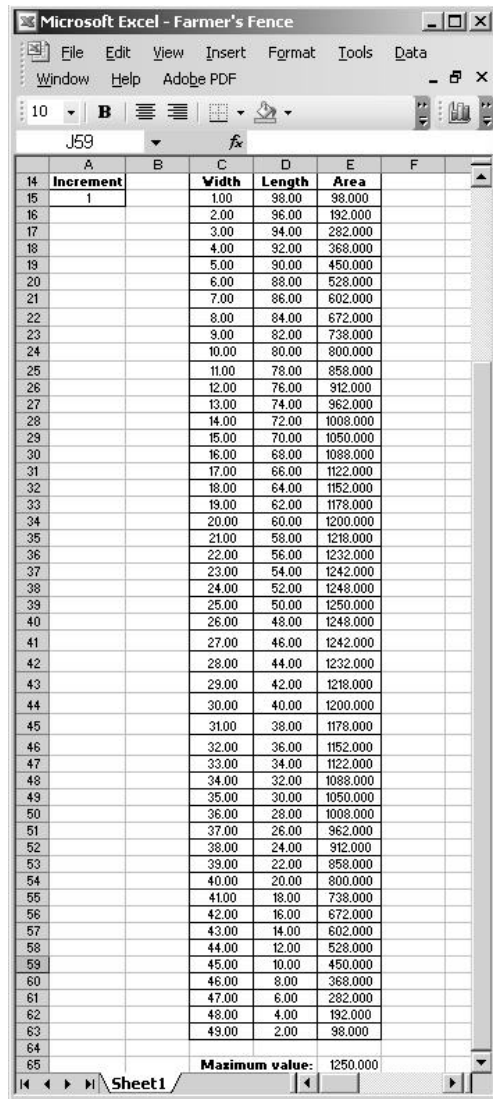 Microsoft Excel - Farmer's Fence
File Edit View Insert Format Tools Data
Window Help Adobe PDF
10 B
J59 fx
A B C D E F
14 Increment Width Length Area
15 1 1.00 98.00 98.000
16 2.00 96.00 192.000
17 3.00 94.00 282.000
18 4.00 92.00 368.000
19 5.00 90.00 450.000
20 6.00 88.00 528.000
21 7.00 86.00 602.000
22 8.00 84.00 672.000
23 9.00 82.00 738.000
24 10.00 80.00 800.000
25 11.00 78.00 858.000
26 12.00 76.00 912.000
27 13.00 74.00 962.000
28 14.00 72.00 1008.000
29 15.00 70.00 1050.000
30 16.00 68.00 1088.000
31 17.00 66.00 1122.000
32 18.00 64.00 1152.000
33 19.00 62.00 1178.000
34 20.00 60.00 1200.000
35 21.00 58.00 1218.000
36 22.00 56.00 1232.000
37 23.00 54.00 1242.000
38 24.00 52.00 1248.000
39 25.00 50.00 1250.000
40 26.00 48.00 1248.000
41 27.00 46.00 1242.000
42 28.00 44.00 1232.000
43 29.00 42.00 1218.000
44 30.00 40.00 1200.000
45 31.00 38.00 1178.000
46 32.00 36.00 1152.000
47 33.00 34.00 1122.000
48 34.00 32.00 1088.000
49 35.00 30.00 1050.000
50 36.00 28.00 1008.000
51 37.00 26.00 962.000
52 38.00 24.00 912.000
53 39.00 22.00 858.000
54 40.00 20.00 800.000
55 41.00 18.00 738.000
56 42.00 16.00 672.000
57 43.00 14.00 602.000
58 44.00 12.00 528.000
59 45.00 10.00 450.000
60 46.00 8.00 368.000
61 47.00 6.00 282.000
62 48.00 4.00 192.000
63 49.00 2.00 98.000
64
65 Maximum value: 1250.000
Sheet1